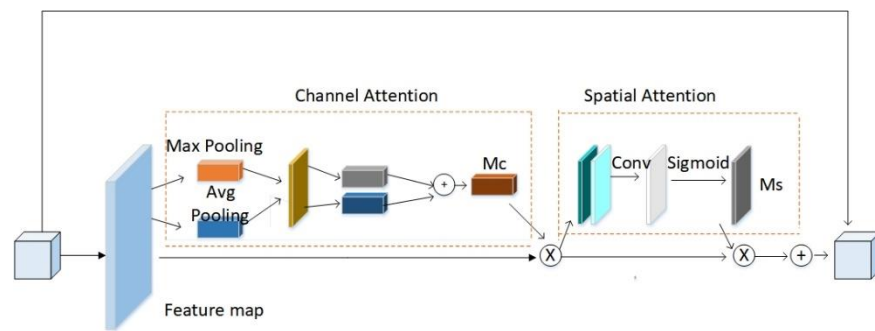 Channel Attention
Spatial Attention
Max Pooling
Avg
Pooling
+
Mc
Conv
Sigmoid
Ms
X
X
+
Feature map